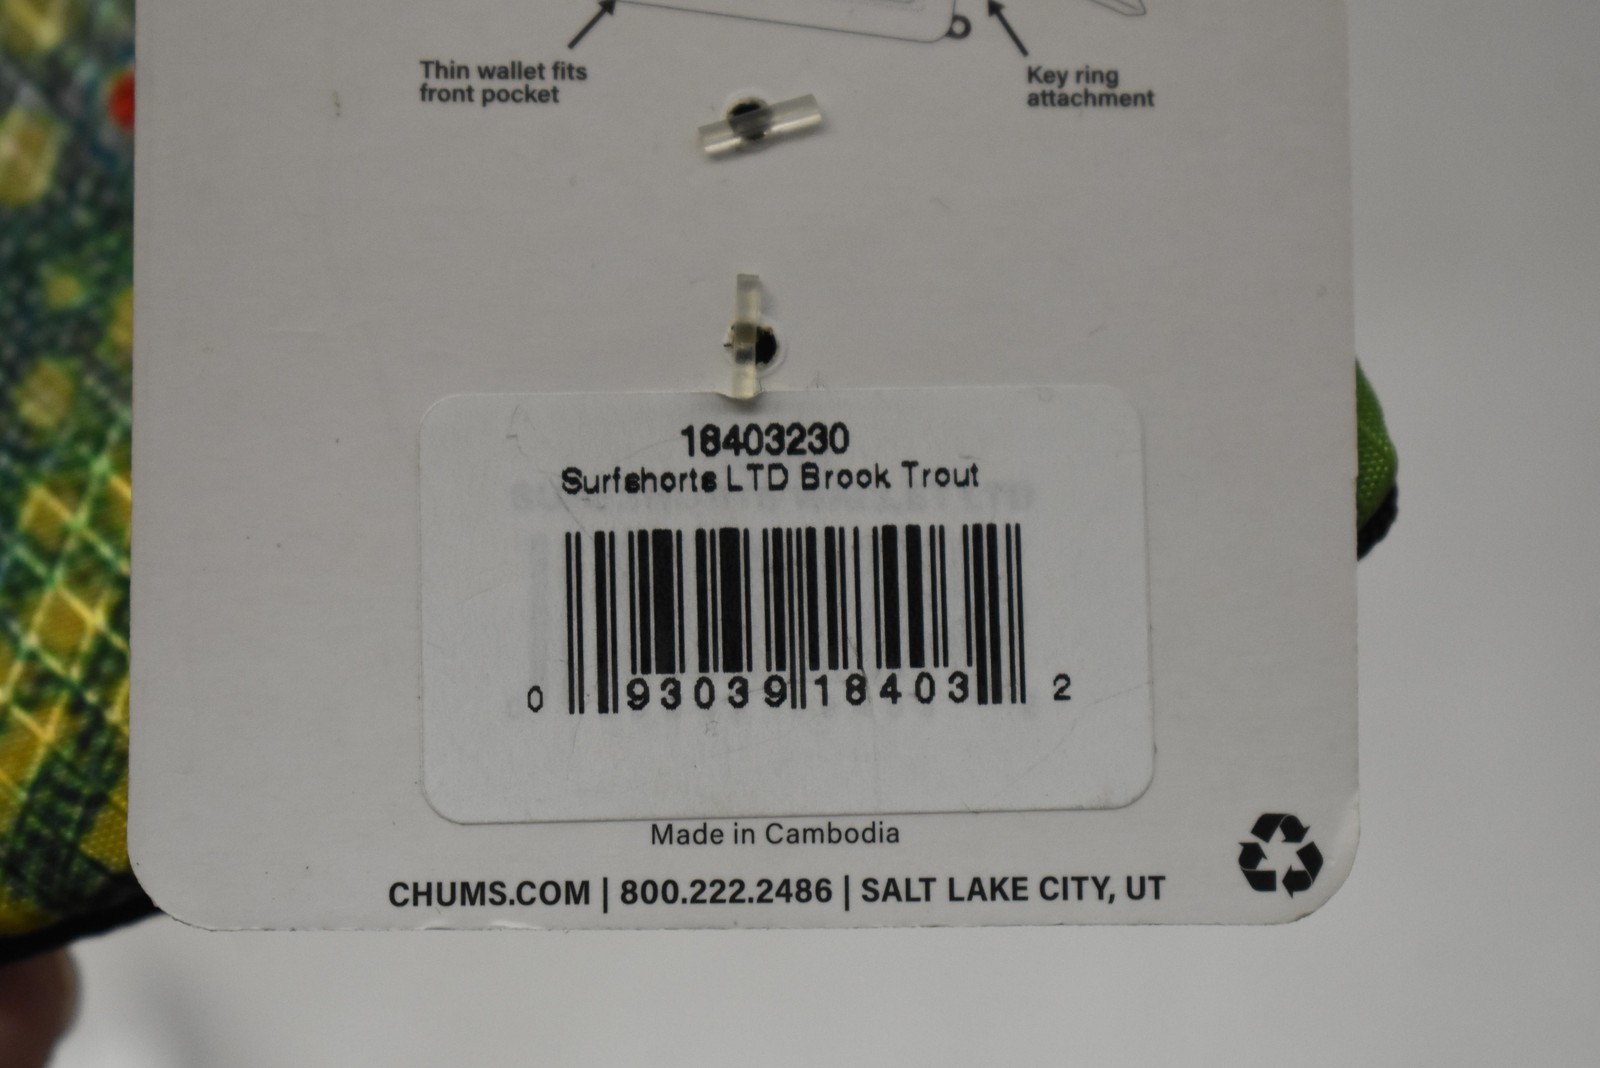 Thin wallet fits
front pocket
Key ring
attachment
18403230
Surfshorts LTD Brook Trout
0 93039 18403 2
Made in Cambodia
CHUMS.COM | 800.222.2486 | SALT LAKE CITY, UT